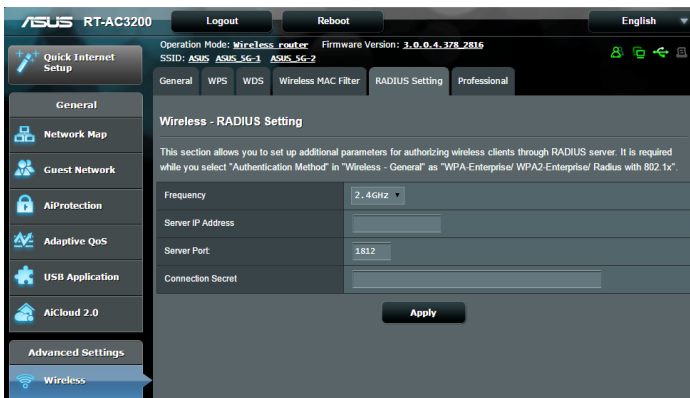 ASUS RT-AC3200 Logout Reboot English
Quick Internet Setup
General
Network Map
Guest Network
AiProtection
Adaptive QoS
USB Application
AiCloud 2.0
Advanced Settings
Wireless
Operation Mode: Wireless router Firmware Version: 3.0.0.4.378_2816
SSID: ASUS ASUS_5G-1 ASUS_5G-2
General WPS WDS Wireless MAC Filter RADIUS Setting Professional
Wireless - RADIUS Setting
This section allows you to set up additional parameters for authorizing wireless clients through RADIUS server. It is required
while you select "Authentication Method" in "Wireless - General" as "WPA-Enterprise/ WPA2-Enterprise/ Radius with 802.1x".
Frequency 2.4GHz
Server IP Address
Server Port: 1812
Connection Secret
Apply